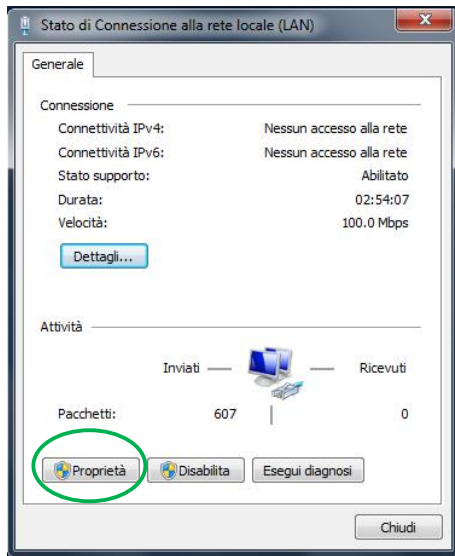 Stato di Connessione alla rete locale (LAN)
Generale
Connessione
Connettività IPv4: Nessun accesso alla rete
Connettività IPv6: Nessun accesso alla rete
Stato supporto: Abilitato
Durata: 02:54:07
Velocità: 100.0 Mbps
Dettagli...
Attività
Inviati — — Ricevuti
Pacchetti: 607 | 0
Proprietà Disabilita Esegui diagnosi
Chiudi